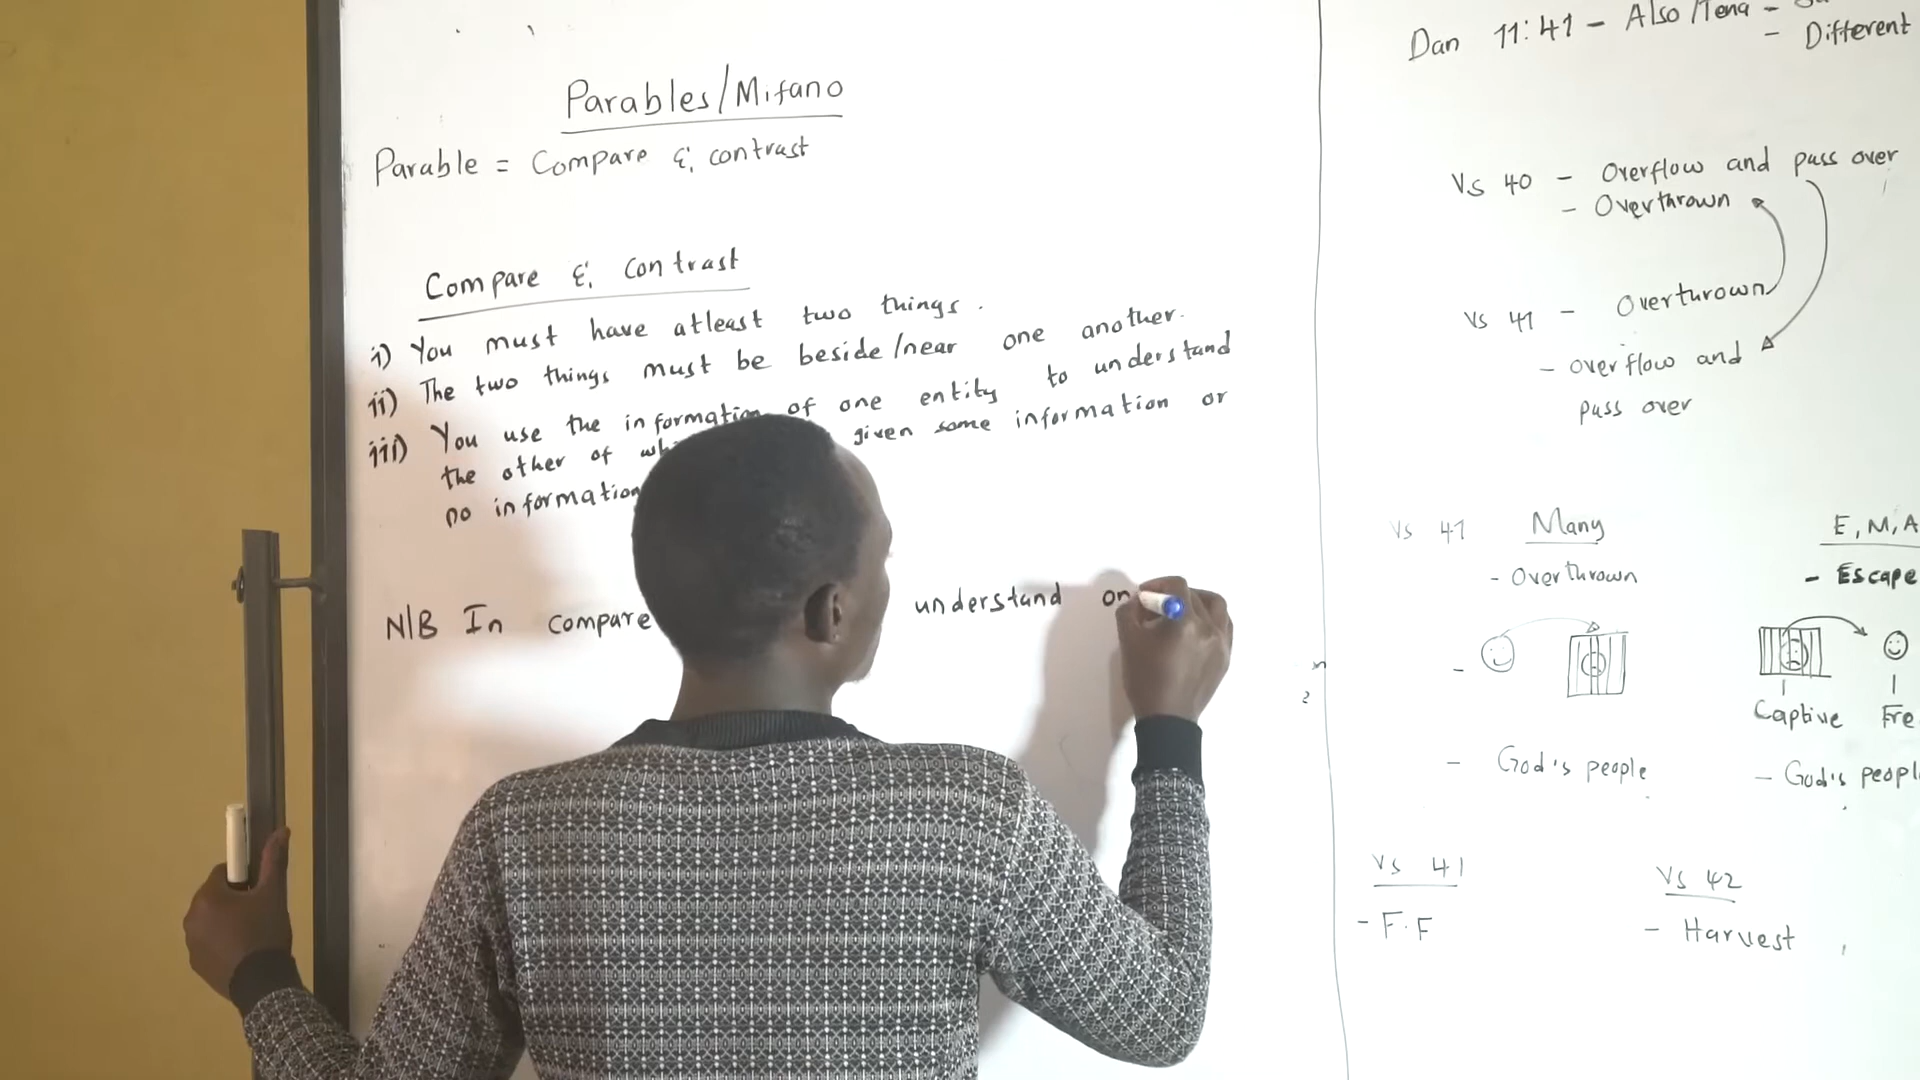 Parables/Mifano
Parable = Compare & contrast
Compare & contrast
i) You must have atleast two things.
ii) The two things must be beside/near one another.
iii) You use the information of one entity to understand
the other of given some information or
no information
N/B In compare understand on
Dan 11:41 - Also/Tena -
- Different
Vs 40 - Overflow and pass over
- Overthrown
Vs 41 - Overthrown
- overflow and
pass over
Vs 41 Many
- Overthrown
- God's people
E, M, A
- Escape
Captive Fre
- God's peopl
Vs 41
- F.F
Vs 42
- Harvest